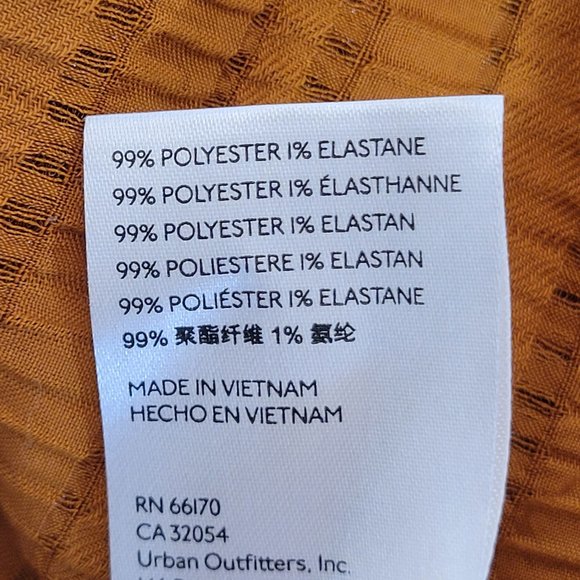 99% POLYESTER 1% ELASTANE
99% POLYESTER 1% ÉLASTHANNE
99% POLYESTER 1% ELASTAN
99% POLIESTERE 1% ELASTAN
99% POLIÉSTER 1% ELASTANE
99% 聚酯纤维 1% 氨纶
MADE IN VIETNAM
HECHO EN VIETNAM
RN 66170
CA 32054
Urban Outfitters, Inc.